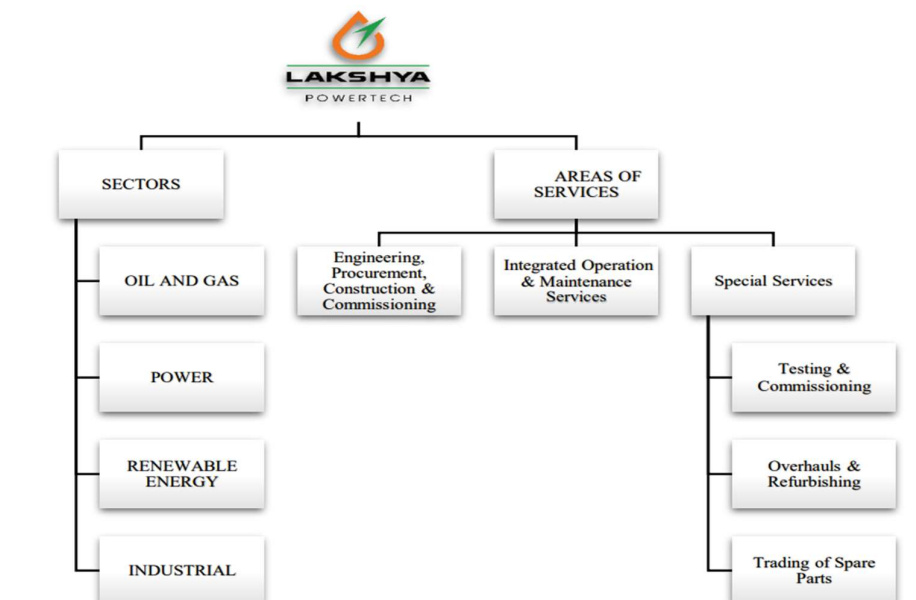 LAKSHYA
POWERTECH
SECTORS
AREAS OF
SERVICES
OIL AND GAS
Engineering,
Procurement,
Construction &
Commissioning
Integrated Operation
& Maintenance
Services
Special Services
POWER
Testing &
Commissioning
RENEWABLE
ENERGY
Overhauls &
Refurbishing
INDUSTRIAL
Trading of Spare
Parts